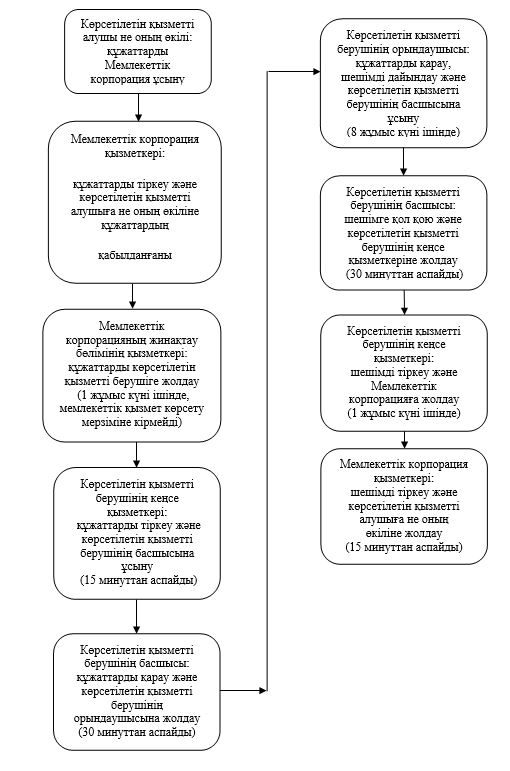 Көрсетілетін қызметті
алушы не оның өкілі:
құжаттарды
Мемлекеттік
корпорация ұсыну
Мемлекеттік корпорация
қызметкері:
құжаттарды тіркеу және
көрсетілетін қызметті
алушыға не оның өкіліне
құжаттардың
қабылданғаны
Мемлекеттік
корпорацияның жинақтау
бөлімінің қызметкері:
құжаттарды көрсетілетін
қызметті берушіге жолдау
(1 жұмыс күні ішінде,
мемлекеттік қызмет көрсету
мерзіміне кірмейді)
Көрсетілетін қызметті
берушінің кеңсе
қызметкері:
құжаттарды тіркеу және
көрсетілетін қызметті
берушінің басшысына
ұсыну
(15 минуттан аспайды)
Көрсетілетін қызметті
берушінің басшысы:
құжаттарды қарау және
көрсетілетін қызметті
берушінің
орындаушысына жолдау
(30 минуттан аспайды)
Көрсетілетін қызметті
берушінің орындаушысы:
құжаттарды қарау,
шешімді дайындау және
көрсетілетін қызметті
берушінің басшысына
ұсыну
(8 жұмыс күні ішінде)
Көрсетілетін қызметті
берушінің басшысы:
шешімге қол қою және
көрсетілетін қызметті
берушінің кеңсе
қызметкеріне жолдау
(30 минуттан аспайды)
Көрсетілетін қызметті
берушінің кеңсе
қызметкері:
шешімді тіркеу және
Мемлекеттік
корпорацияға жолдау
(1 жұмыс күні ішінде)
Мемлекеттік корпорация
қызметкері:
шешімді тіркеу және
көрсетілетін қызметті
алушыға не оның
өкіліне жолдау
(15 минуттан аспайды)